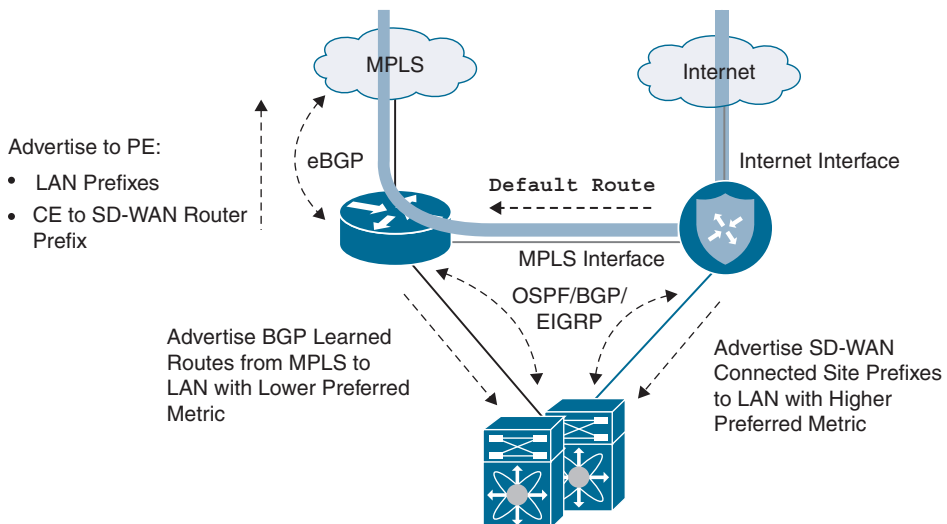 MPLS
Internet
Advertise to PE:
• LAN Prefixes
• CE to SD-WAN Router
Prefix
eBGP
Internet Interface
Default Route
MPLS Interface
OSPF/BGP/
EIGRP
Advertise BGP Learned
Routes from MPLS to
LAN with Lower Preferred
Metric
Advertise SD-WAN
Connected Site Prefixes
to LAN with Higher
Preferred Metric